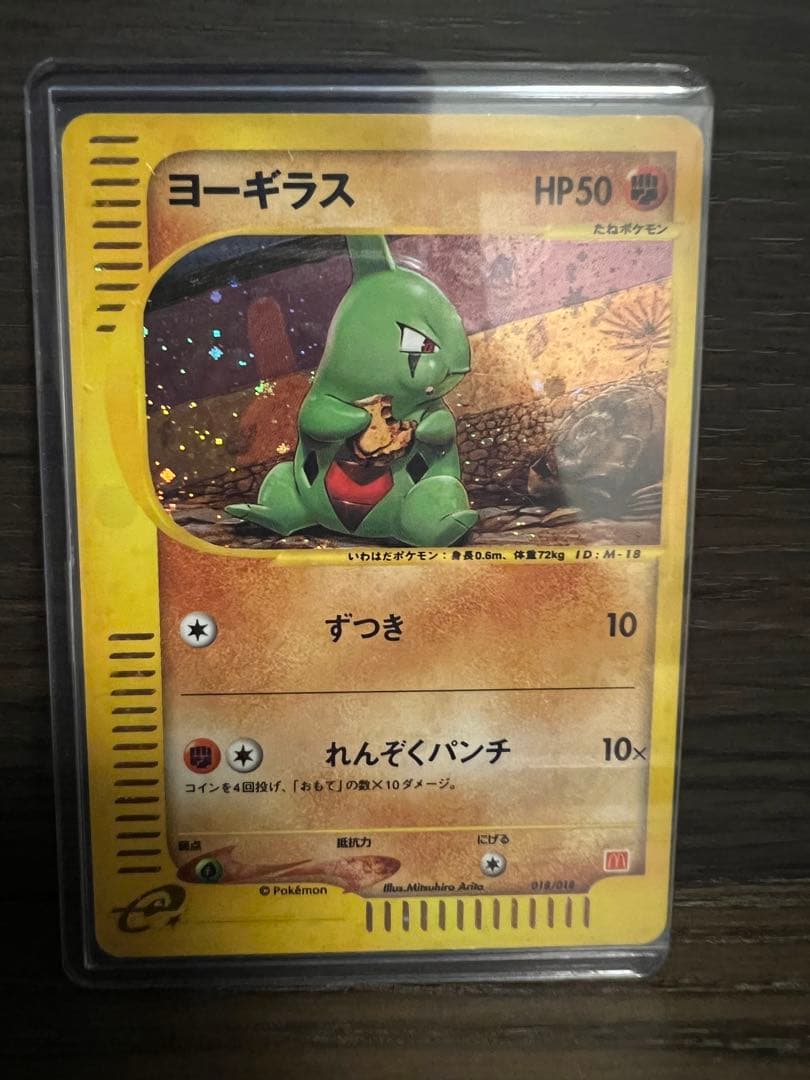 ヨーギラス HP50
たねポケモン
いわはだポケモン：身長0.6m、体重72kg ID:M-18
ずつき 10
れんぞくパンチ 10×
コインを4回投げ、「おもて」の数×10ダメージ。
弱点 抵抗力 にげる
©Pokémon Illus.Mitsuhiro Arita 018/018